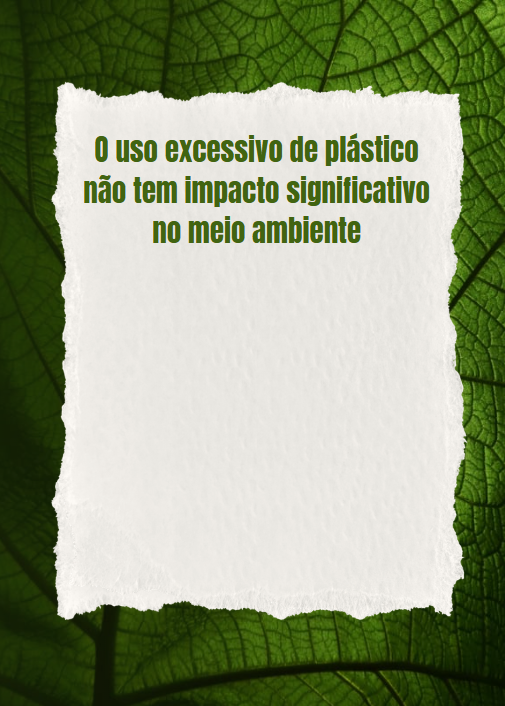 O uso excessivo de plástico
não tem impacto significativo
no meio ambiente